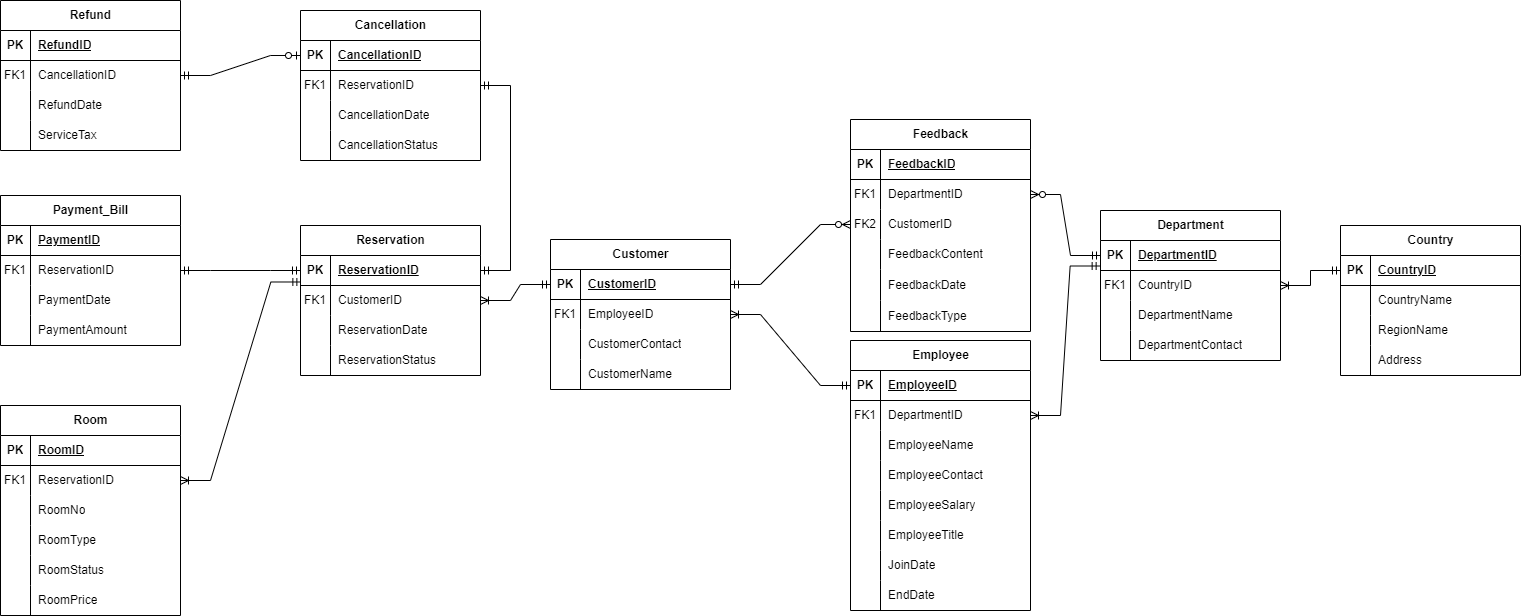 Refund
PK RefundID
FK1 CancellationID
RefundDate
ServiceTax
Cancellation
PK CancellationID
FK1 ReservationID
CancellationDate
CancellationStatus
Payment_Bill
PK PaymentID
FK1 ReservationID
PaymentDate
PaymentAmount
Reservation
PK ReservationID
FK1 CustomerID
ReservationDate
ReservationStatus
Room
PK RoomID
FK1 ReservationID
RoomNo
RoomType
RoomStatus
RoomPrice
Customer
PK CustomerID
FK1 EmployeeID
CustomerContact
CustomerName
Feedback
PK FeedbackID
FK1 DepartmentID
FK2 CustomerID
FeedbackContent
FeedbackDate
FeedbackType
Employee
PK EmployeeID
FK1 DepartmentID
EmployeeName
EmployeeContact
EmployeeSalary
EmployeeTitle
JoinDate
EndDate
Department
PK DepartmentID
FK1 CountryID
DepartmentName
DepartmentContact
Country
PK CountryID
CountryName
RegionName
Address